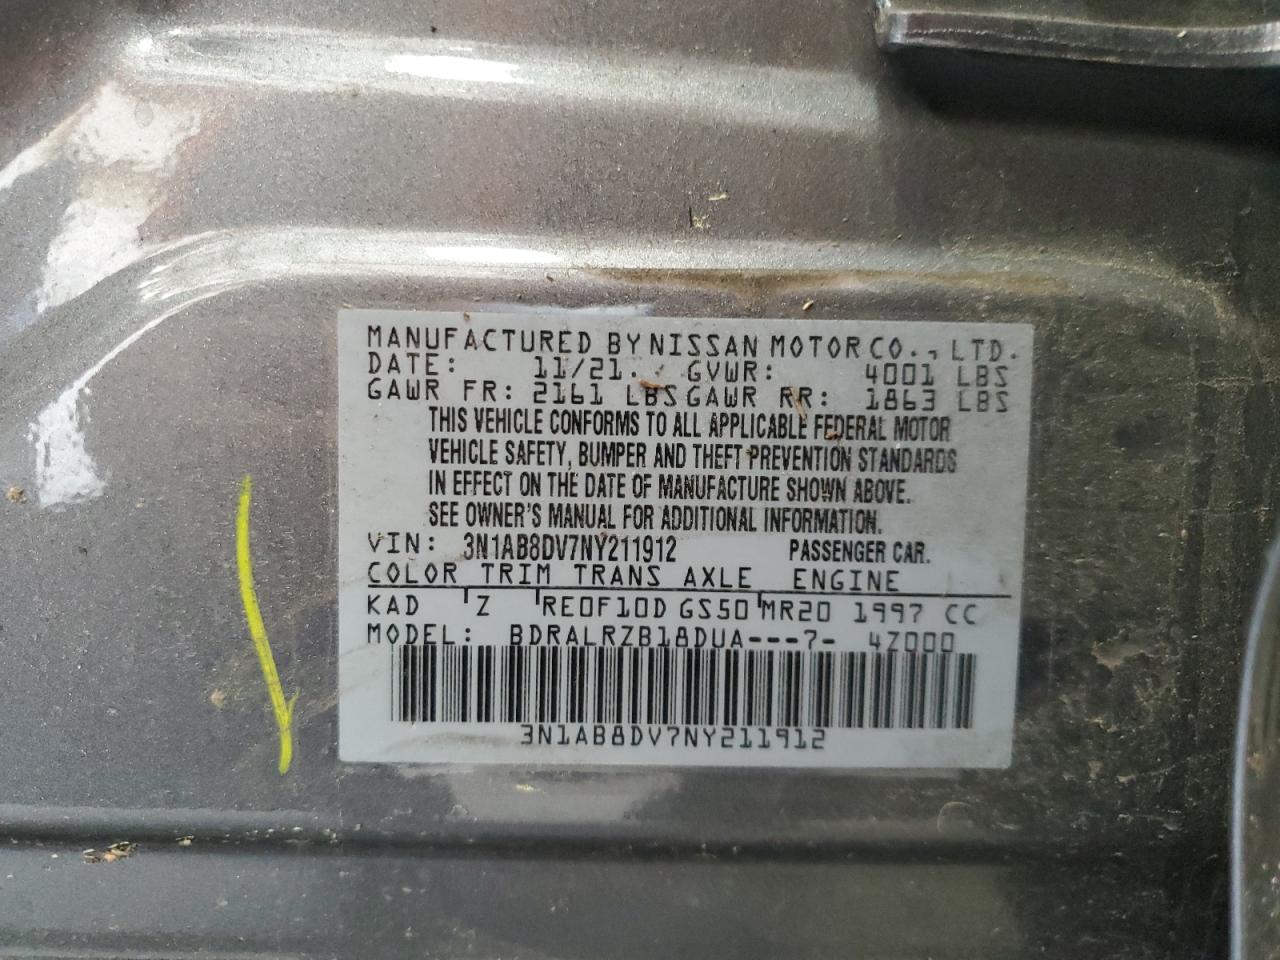 MANUFACTURED BY NISSAN MOTOR CO., LTD.
DATE: 11/21. GVWR: 4001 LBS
GAWR FR: 2161 LBS GAWR RR: 1863 LBS
THIS VEHICLE CONFORMS TO ALL APPLICABLE FEDERAL MOTOR
VEHICLE SAFETY, BUMPER AND THEFT PREVENTION STANDARDS
IN EFFECT ON THE DATE OF MANUFACTURE SHOWN ABOVE.
SEE OWNER'S MANUAL FOR ADDITIONAL INFORMATION.
VIN: 3N1AB8DV7NY211912 PASSENGER CAR.
COLOR TRIM TRANS AXLE ENGINE
KAD Z RE0F10D GS50 MR20 1997 CC
MODEL: BDRALRZB18DUA---7- 4Z000
3N1AB8DV7NY211912